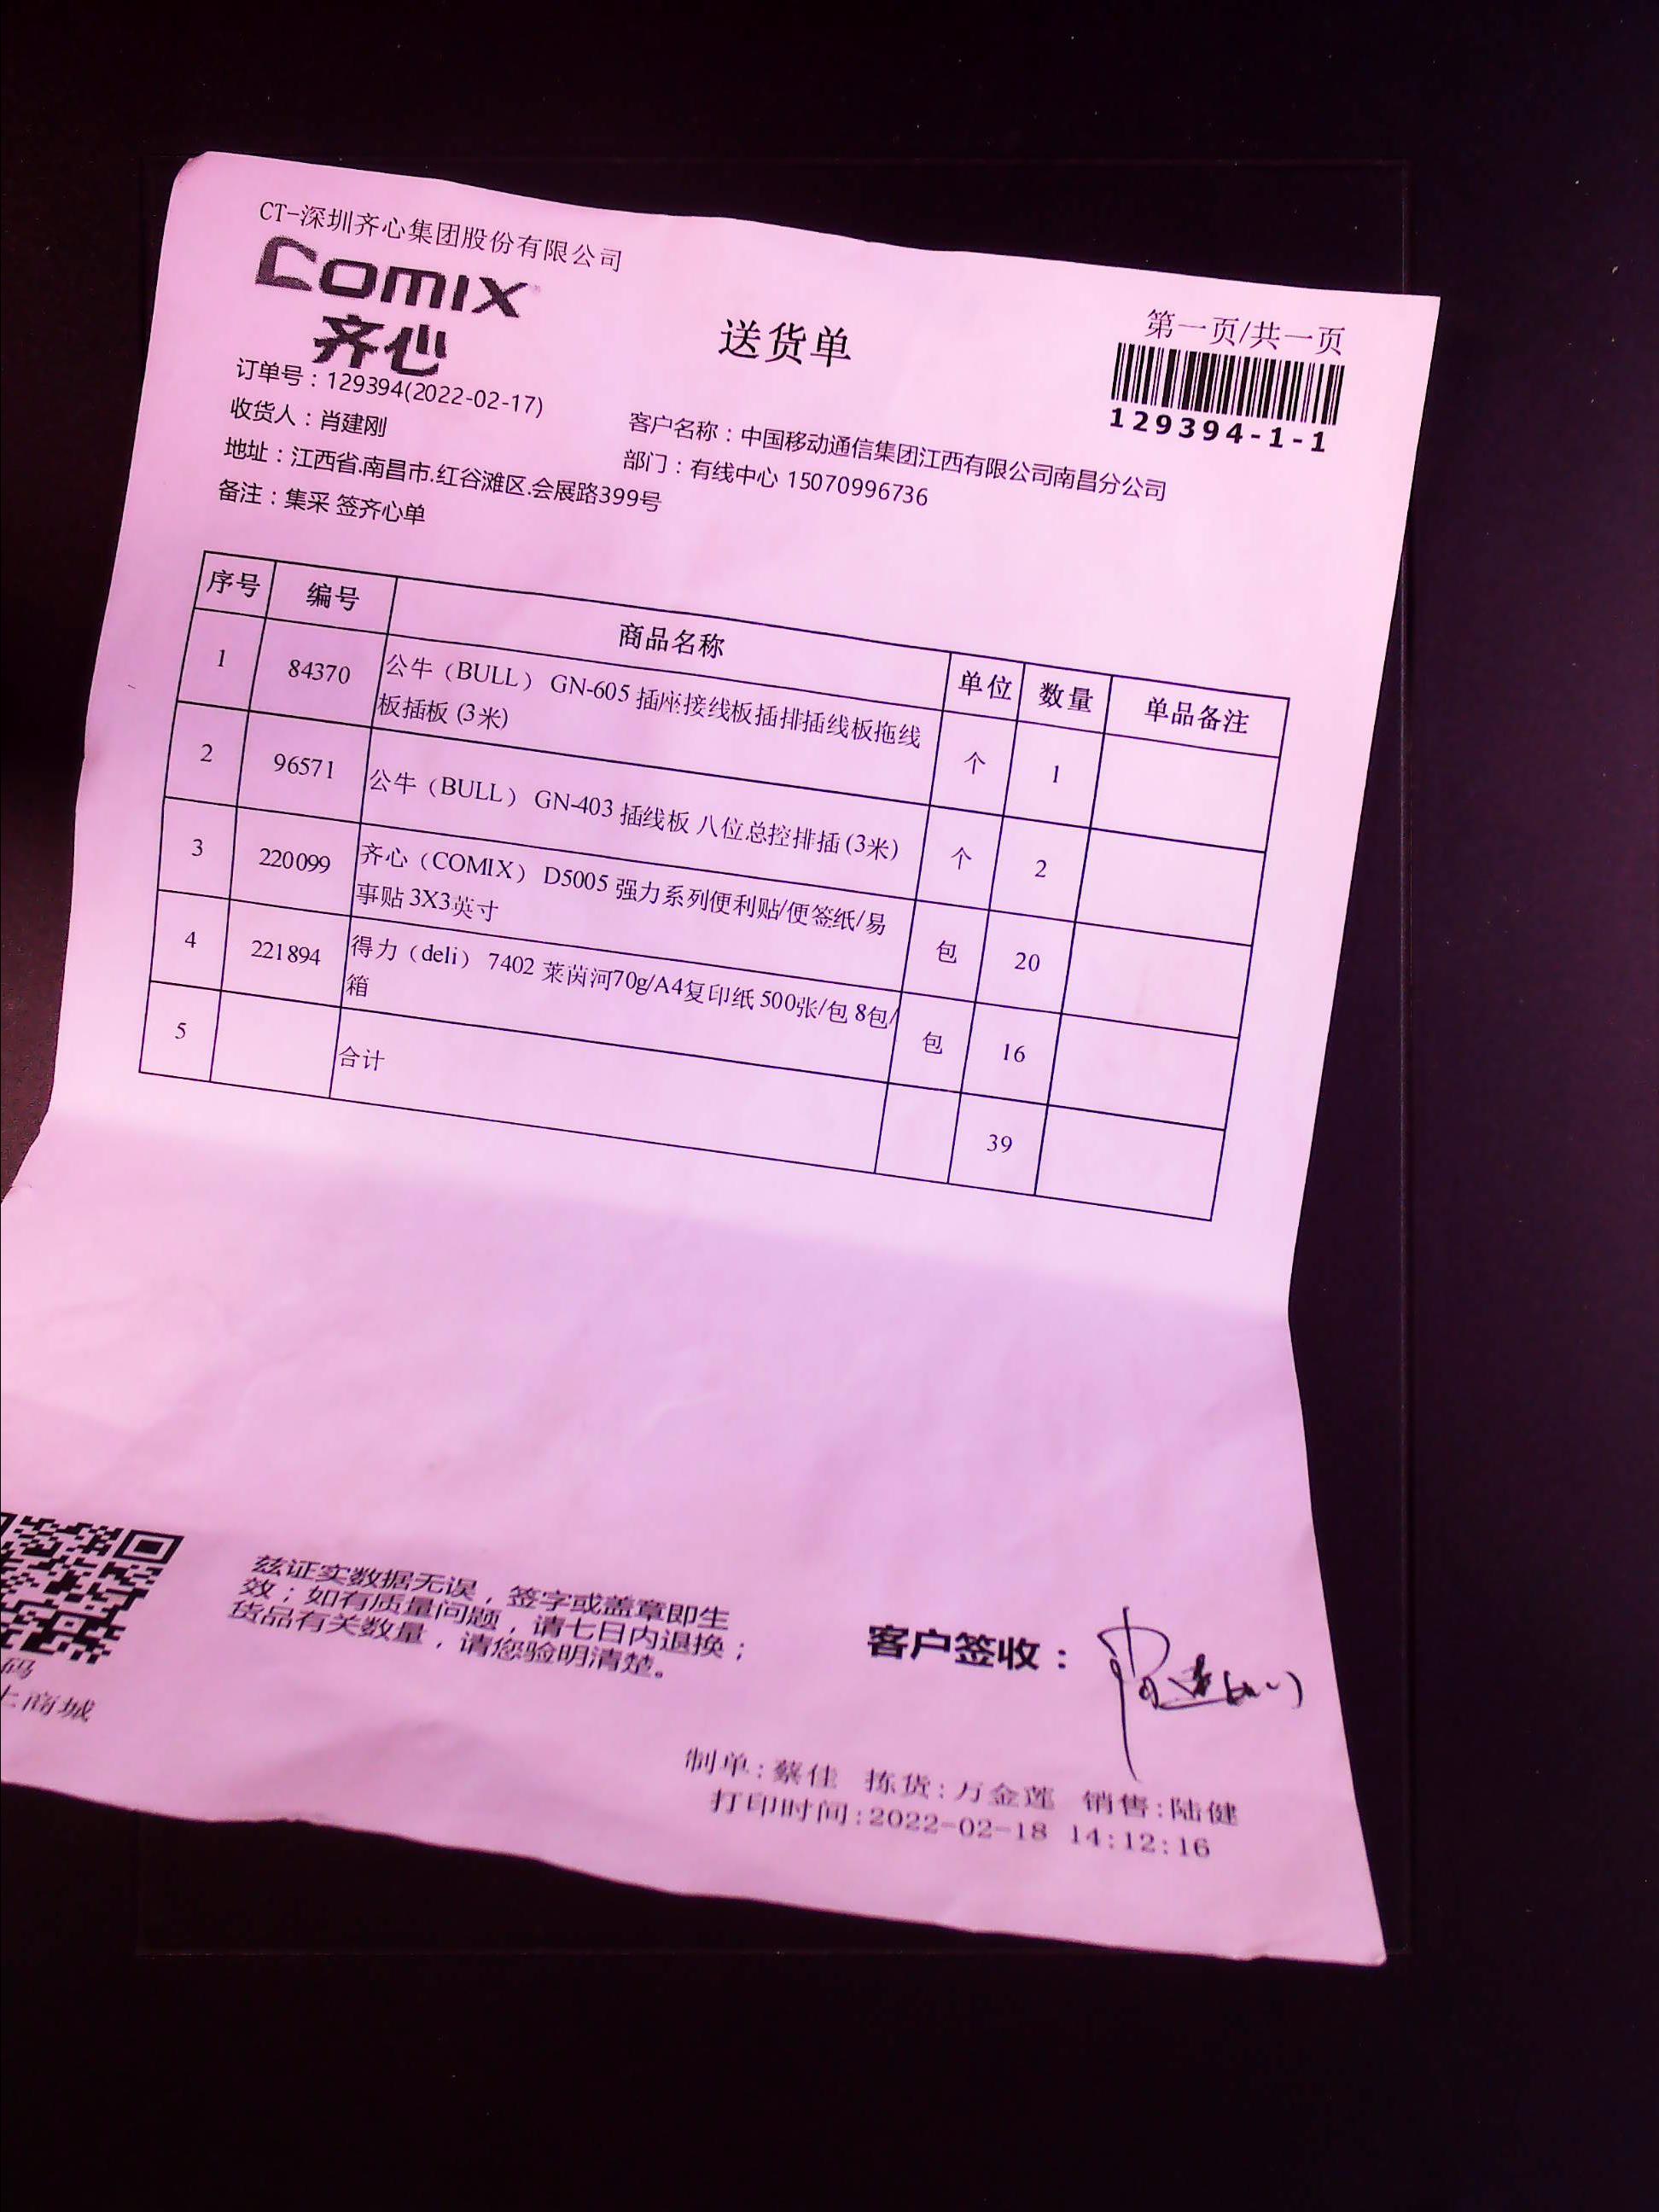 CT-深圳齐心集团股份有限公司
COMIX
齐心
送货单
第一页/共一页
129394-1-1
订单号：129394(2022-02-17)
收货人：肖建刚
客户名称：中国移动通信集团江西有限公司南昌分公司
地址：江西省.南昌市.红谷滩区.会展路399号
部门：有线中心 15070996736
备注：集采 签齐心单
序号 编号 商品名称 单位 数量 单品备注
1 84370 公牛（BULL） GN-605 插座接线板插排插线板拖线
板插板 (3米) 个 1
2 96571 公牛（BULL） GN-403 插线板 八位总控排插 (3米) 个 2
3 220099 齐心（COMIX） D5005 强力系列便利贴/便签纸/易
事贴 3X3英寸 包 20
4 221894 得力（deli） 7402 莱茵河70g/A4复印纸 500张/包 8包/
箱 包 16
5 合计 39
兹证实数据无误，签字或盖章即生
效；如有质量问题，请七日内退换；
货品有关数量，请您验明清楚。
客户签收：
码
上商城
制单:蔡佳 拣货:万金莲 销售:陆健
打印时间:2022-02-18 14:12:16